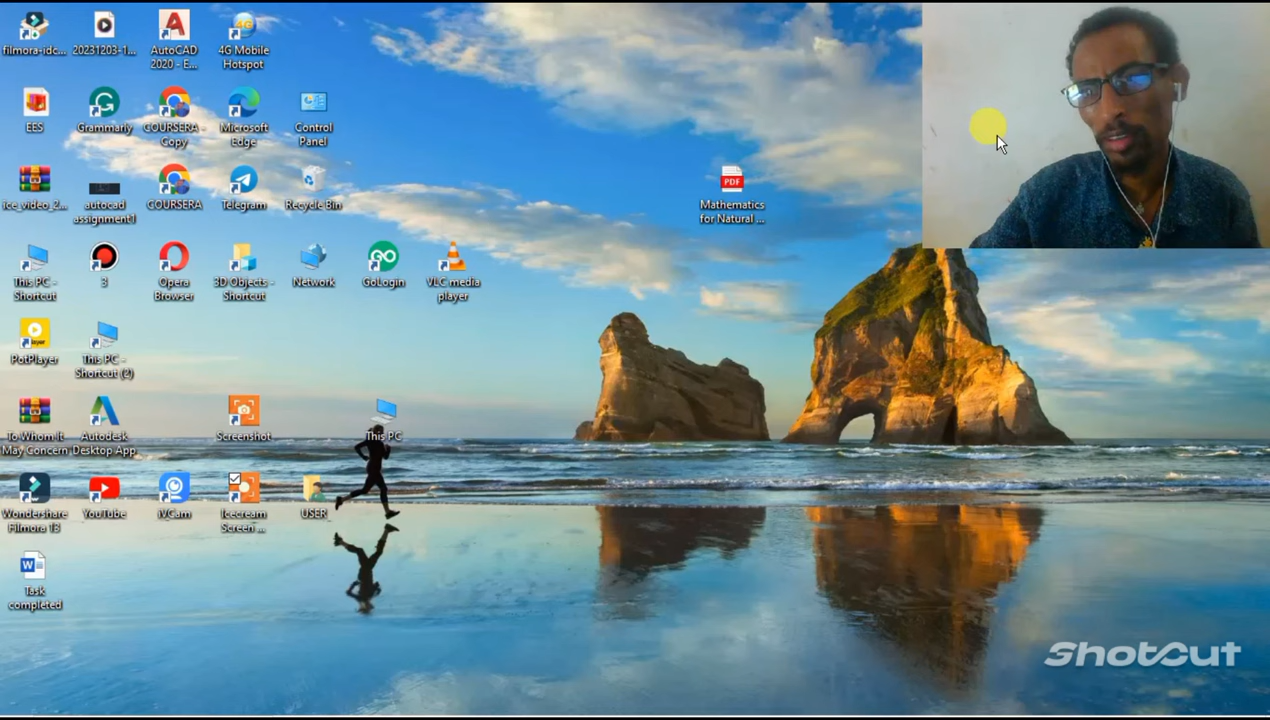 filmora-idc...
20231203-1...
AutoCAD
2020 - E...
4G
4G Mobile
Hotspot
EES
Grammarly
COURSERA -
Copy
Microsoft
Edge
Control
Panel
ice_video_2...
autocad
assignment1
COURSERA
Telegram
Recycle Bin
PDF
Mathematics
for Natural ...
This PC -
Shortcut
3
Opera
Browser
3D Objects -
Shortcut
Network
GO
GoLogin
VLC media
player
PotPlayer
This PC -
Shortcut (2)
To Whom It
May Concern
Autodesk
Desktop App
Screenshot
This PC
Wondershare
Filmora 13
YouTube
iVCam
Icecream
Screen ...
USER
W
Task
completed
Shotcut